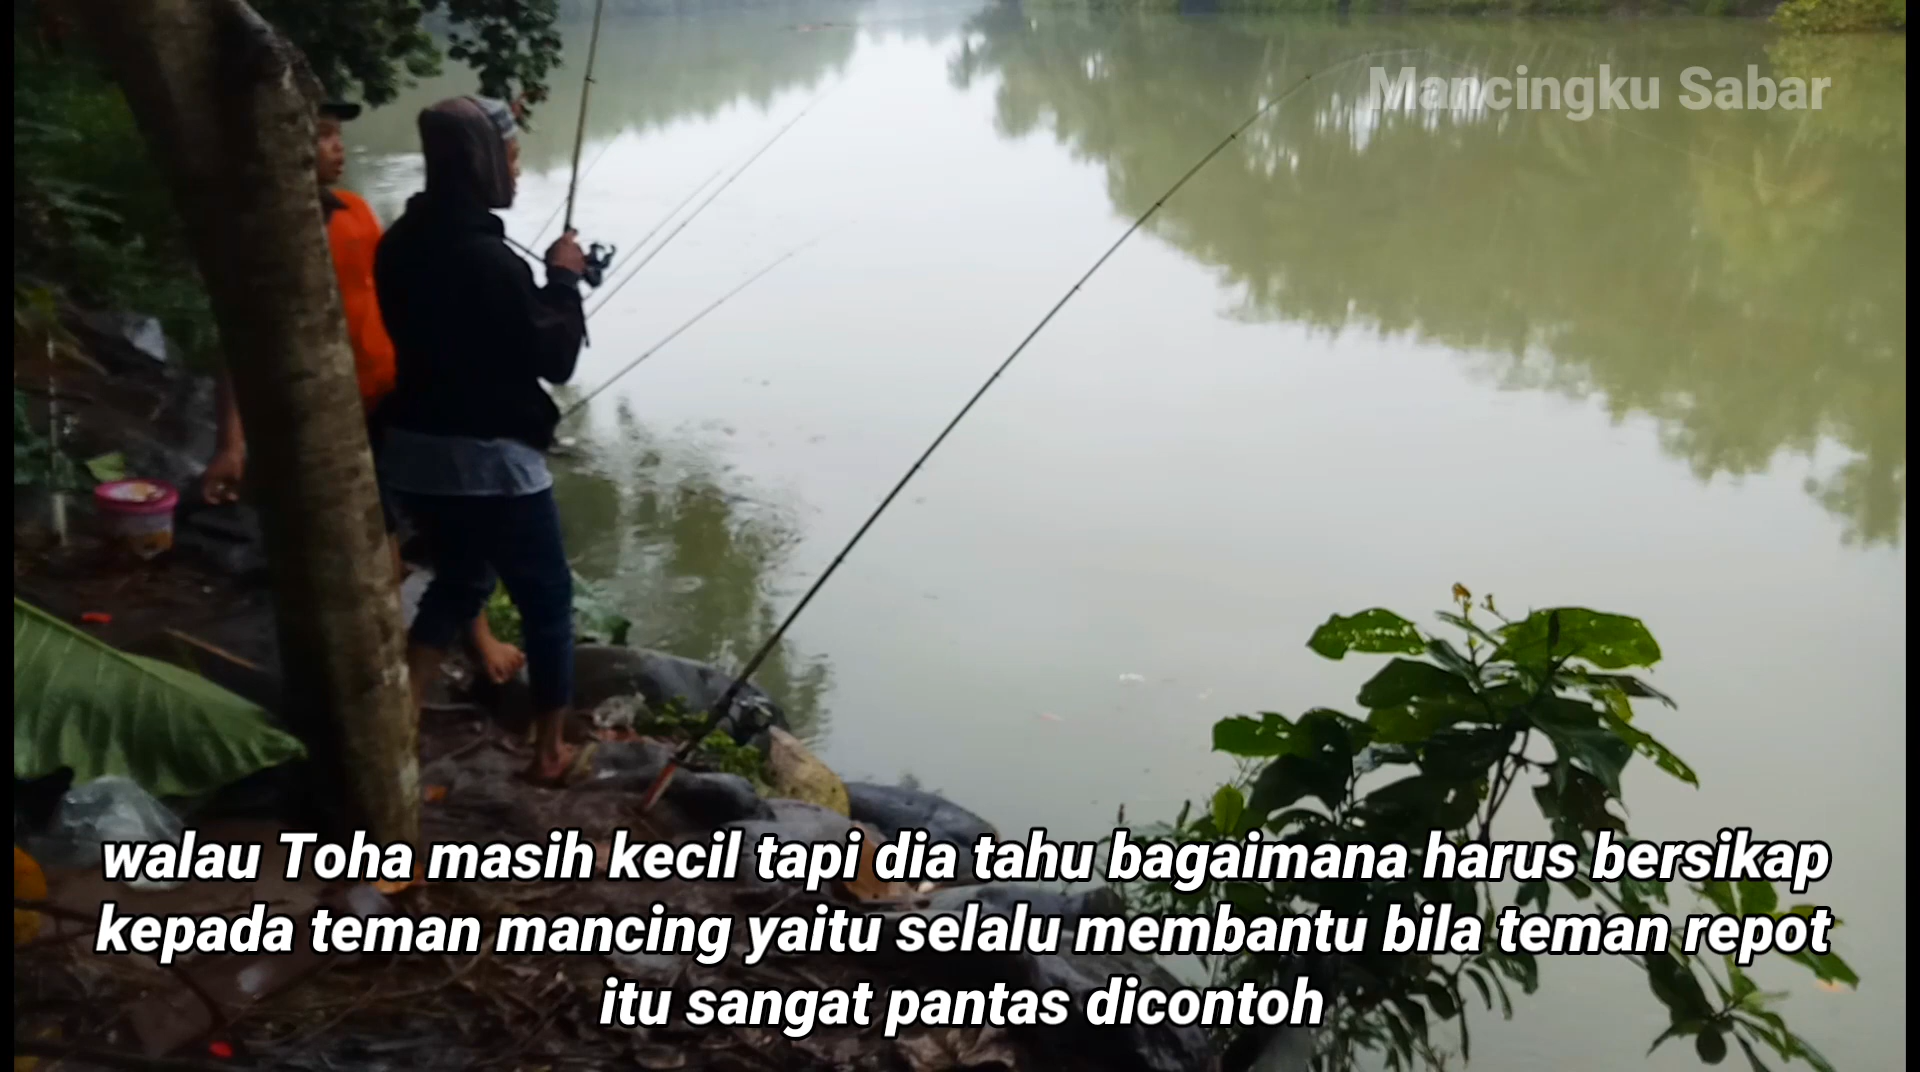 Mancingku Sabar
walau Toha masih kecil tapi dia tahu bagaimana harus bersikap
kepada teman mancing yaitu selalu membantu bila teman repot
itu sangat pantas dicontoh